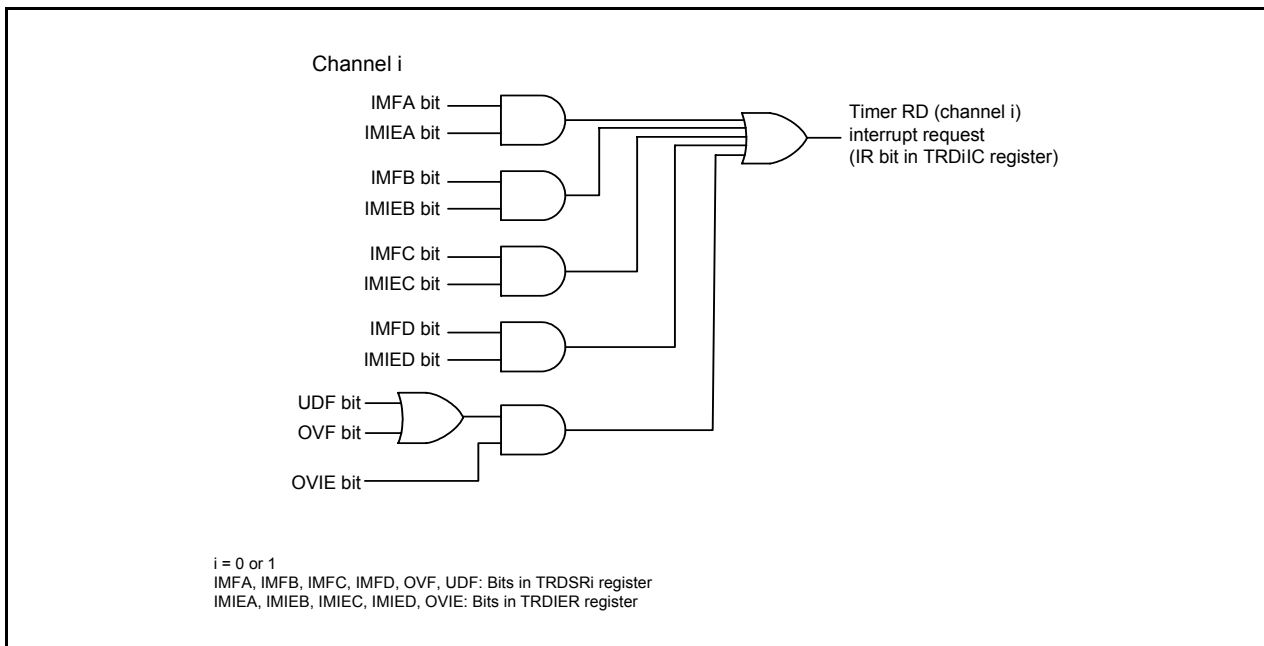 Channel i
IMFA bit
IMIEA bit
IMFB bit
IMIEB bit
IMFC bit
IMIEC bit
IMFD bit
IMIED bit
UDF bit
OVF bit
OVIE bit
Timer RD (channel i)
interrupt request
(IR bit in TRDiIC register)
i = 0 or 1
IMFA, IMFB, IMFC, IMFD, OVF, UDF: Bits in TRDSRi register
IMIEA, IMIEB, IMIEC, IMIED, OVIE: Bits in TRDIER register